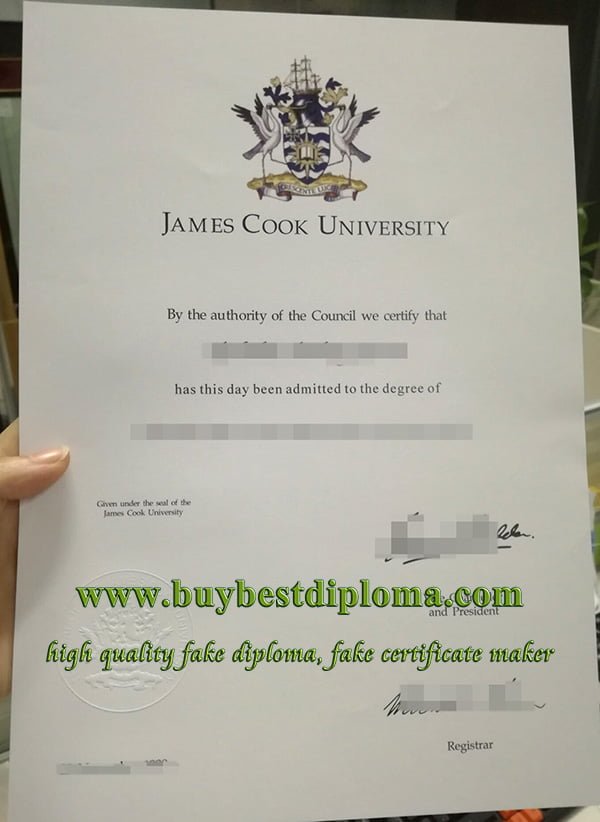 CRESCENTE LUCE
JAMES COOK UNIVERSITY
By the authority of the Council we certify that
has this day been admitted to the degree of
Given under the seal of the
James Cook University
www.buybestdiploma.com
and President
high quality fake diploma, fake certificate maker
Registrar